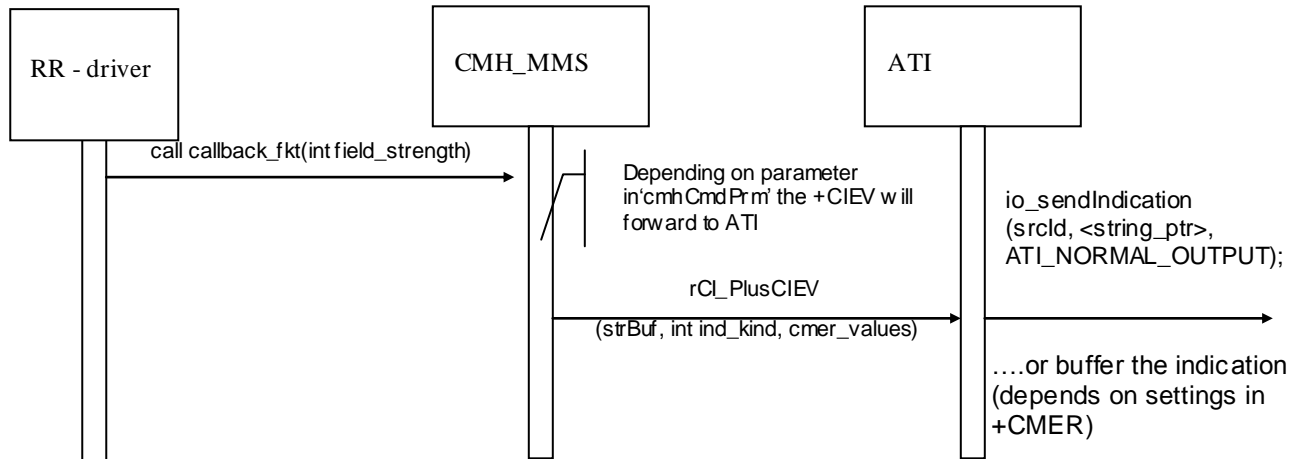 RR - driver
CMH_MMS
ATI
call callback_fkt(int field_strength)
Depending on parameter
in‘cmhCmdPrm’ the +CIEV will
forward to ATI
io_sendIndication
(srcId, <string_ptr>,
ATI_NORMAL_OUTPUT);
rCI_PlusCIEV
(strBuf, int ind_kind, cmer_values)
….or buffer the indication
(depends on settings in
+CMER)